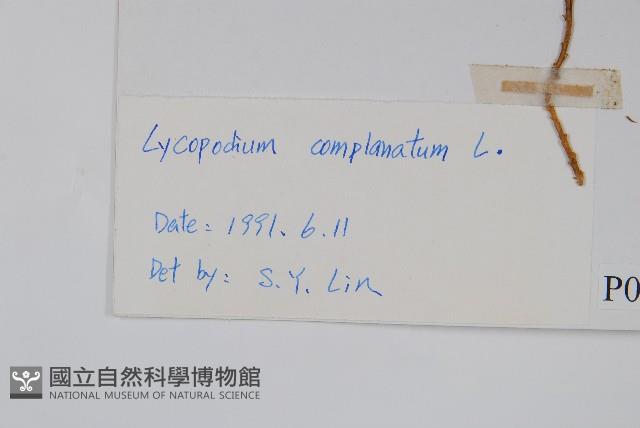 Lycopodium complanatum L.
Date: 1991.6.11
Det by: S.Y. Lin
P0
國立自然科學博物館
NATIONAL MUSEUM OF NATURAL SCIENCE